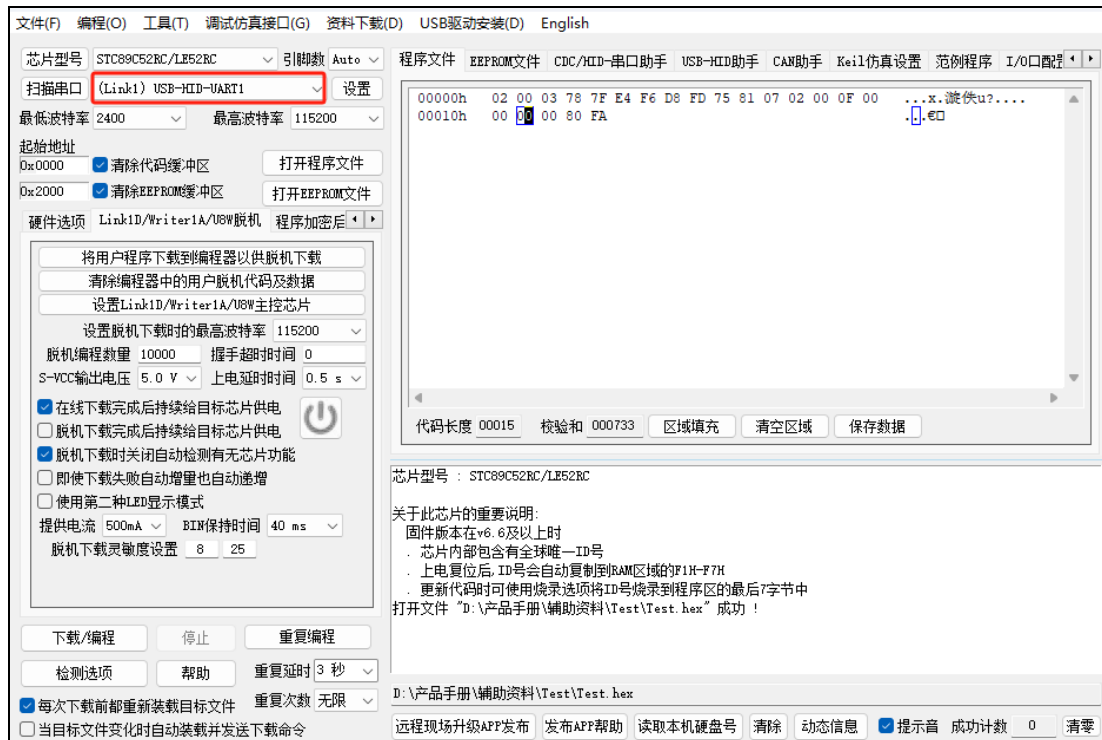 文件(F) 编程(O) 工具(T) 调试仿真接口(G) 资料下载(D) USB驱动安装(D) English
芯片型号 STC89C52RC/LE52RC 引脚数 Auto
扫描串口 (Link1) USB-HID-UART1 设置
最低波特率 2400 最高波特率 115200
起始地址
0x0000 清除代码缓冲区 打开程序文件
0x2000 清除EEPROM缓冲区 打开EEPROM文件
硬件选项 Link1D/Writer1A/U8W脱机 程序加密后
将用户程序下载到编程器以供脱机下载
清除编程器中的用户脱机代码及数据
设置Link1D/Writer1A/U8W主控芯片
设置脱机下载时的最高波特率 115200
脱机编程数量 10000 握手超时时间 0
S-VCC输出电压 5.0 V 上电延时时间 0.5 s
在线下载完成后持续给目标芯片供电
脱机下载完成后持续给目标芯片供电
脱机下载时关闭自动检测有无芯片功能
即使下载失败自动增量也自动递增
使用第二种LED显示模式
提供电流 500mA BIN保持时间 40 ms
脱机下载灵敏度设置 8 25
下载/编程 停止 重复编程
检测选项 帮助 重复延时 3 秒
每次下载前都重新装载目标文件 重复次数 无限
当目标文件变化时自动装载并发送下载命令
程序文件 EEPROM文件 CDC/HID-串口助手 USB-HID助手 CAN助手 Keil仿真设置 范例程序 I/O口配置
00000h 02 00 03 78 7F E4 F6 D8 FD 75 81 07 02 00 0F 00 ...x.漩佚u?....
00010h 00 00 00 80 FA ...€□
代码长度 00015 校验和 000733 区域填充 清空区域 保存数据
芯片型号 : STC89C52RC/LE52RC
关于此芯片的重要说明:
固件版本在v6.6及以上时
. 芯片内部包含有全球唯一ID号
. 上电复位后,ID号会自动复制到RAM区域的F1H-F7H
. 更新代码时可使用烧录选项将ID号烧录到程序区的最后7字节中
打开文件 "D:\产品手册\辅助资料\Test\Test.hex" 成功 !
D:\产品手册\辅助资料\Test\Test.hex
远程现场升级APP发布 发布APP帮助 读取本机硬盘号 清除 动态信息 提示音 成功计数 0 清零